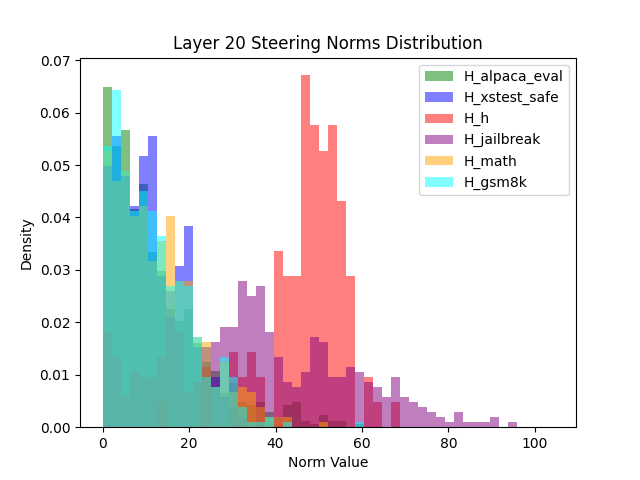 Layer 20 Steering Norms Distribution
0.07
0.06
0.05
0.04
0.03
0.02
0.01
0.00
Density
H_alpaca_eval
H_xstest_safe
H_h
H_jailbreak
H_math
H_gsm8k
0 20 40 60 80 100
Norm Value